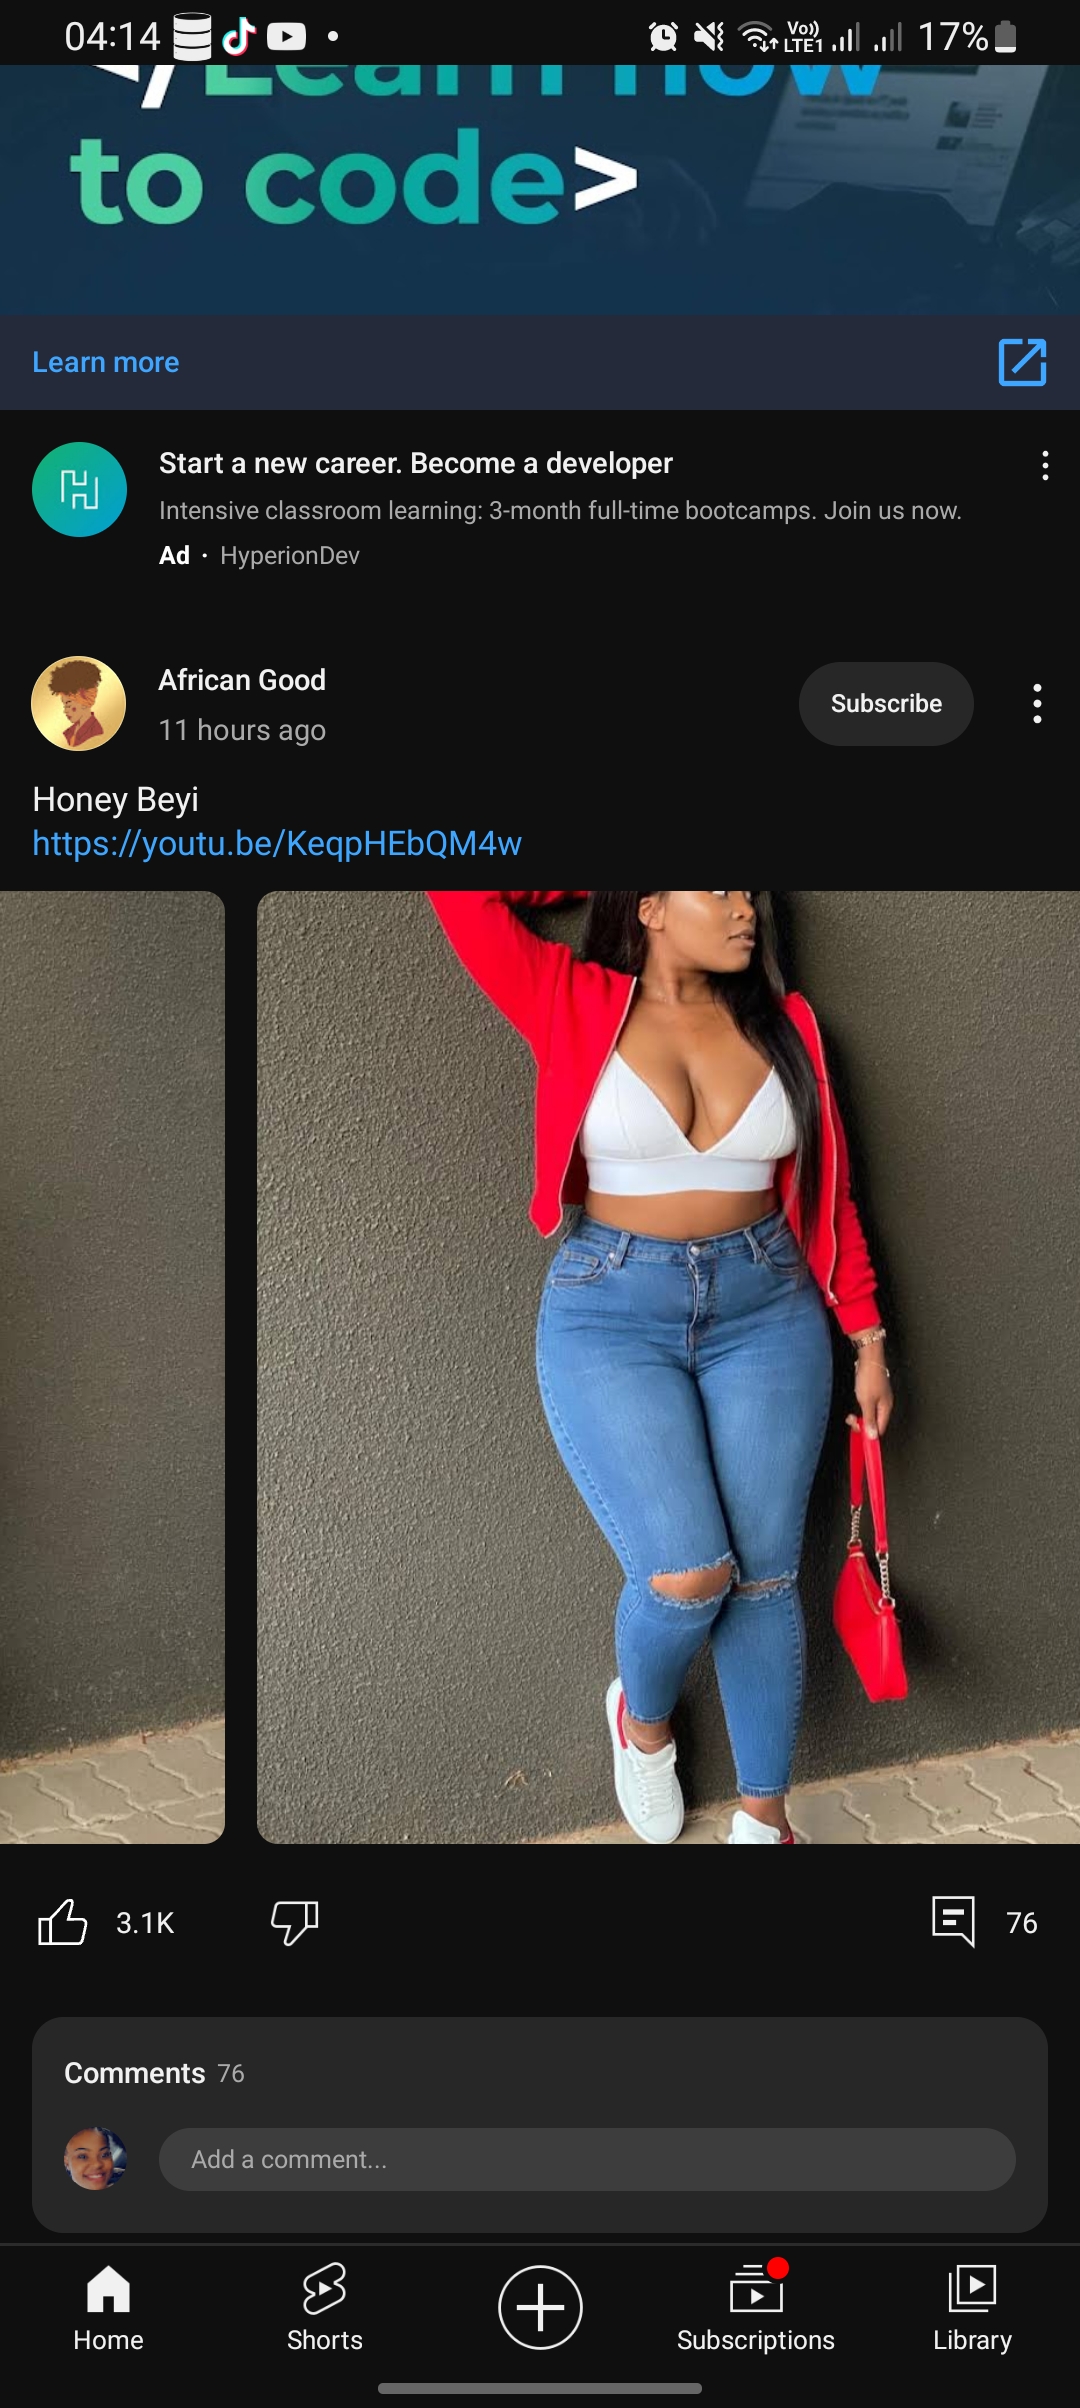 04:14 Vo)) LTE1 17%
</Learn how
to code>
Learn more
Start a new career. Become a developer
Intensive classroom learning: 3-month full-time bootcamps. Join us now.
Ad · HyperionDev
African Good
Subscribe
11 hours ago
Honey Beyi
https://youtu.be/KeqpHEbQM4w
3.1K
76
Comments 76
Add a comment...
Home
Shorts
Subscriptions
Library